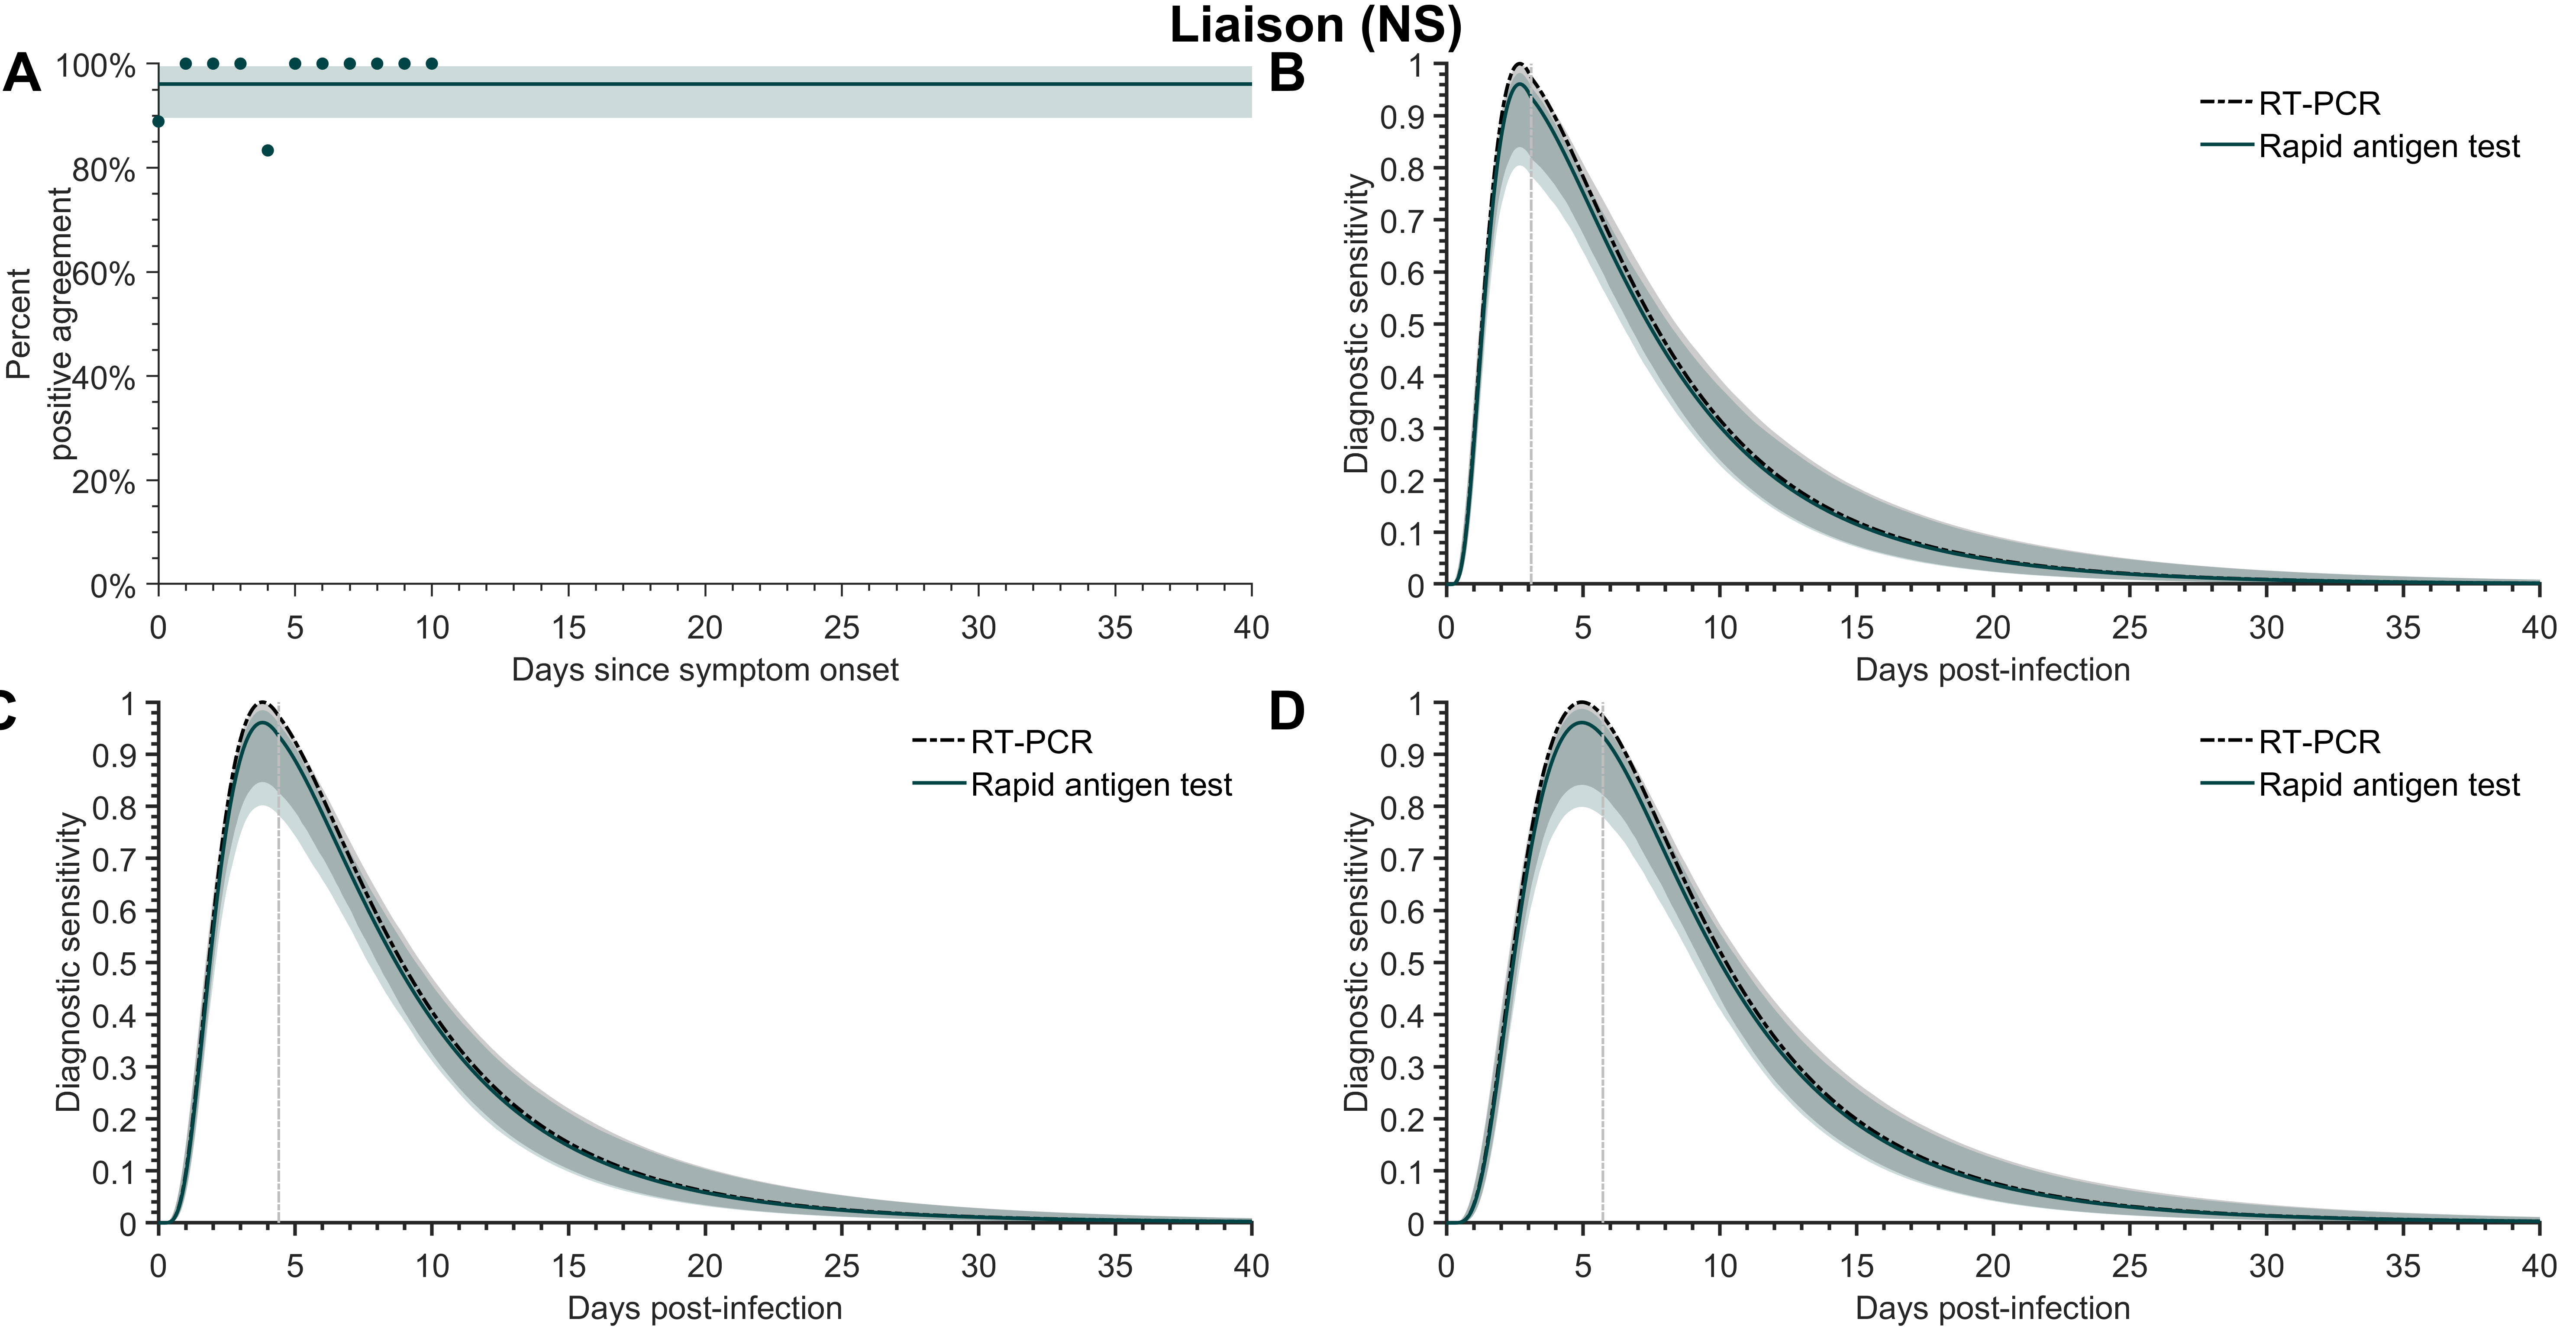 Liaison (NS)
A
100%
80%
60%
40%
20%
0%
Percent
positive agreement
0 5 10 15 20 25 30 35 40
Days since symptom onset
B
1
0.9
0.8
0.7
0.6
0.5
0.4
0.3
0.2
0.1
0
Diagnostic sensitivity
RT-PCR
Rapid antigen test
0 5 10 15 20 25 30 35 40
Days post-infection
C
1
0.9
0.8
0.7
0.6
0.5
0.4
0.3
0.2
0.1
0
Diagnostic sensitivity
RT-PCR
Rapid antigen test
0 5 10 15 20 25 30 35 40
Days post-infection
D
1
0.9
0.8
0.7
0.6
0.5
0.4
0.3
0.2
0.1
0
Diagnostic sensitivity
RT-PCR
Rapid antigen test
0 5 10 15 20 25 30 35 40
Days post-infection